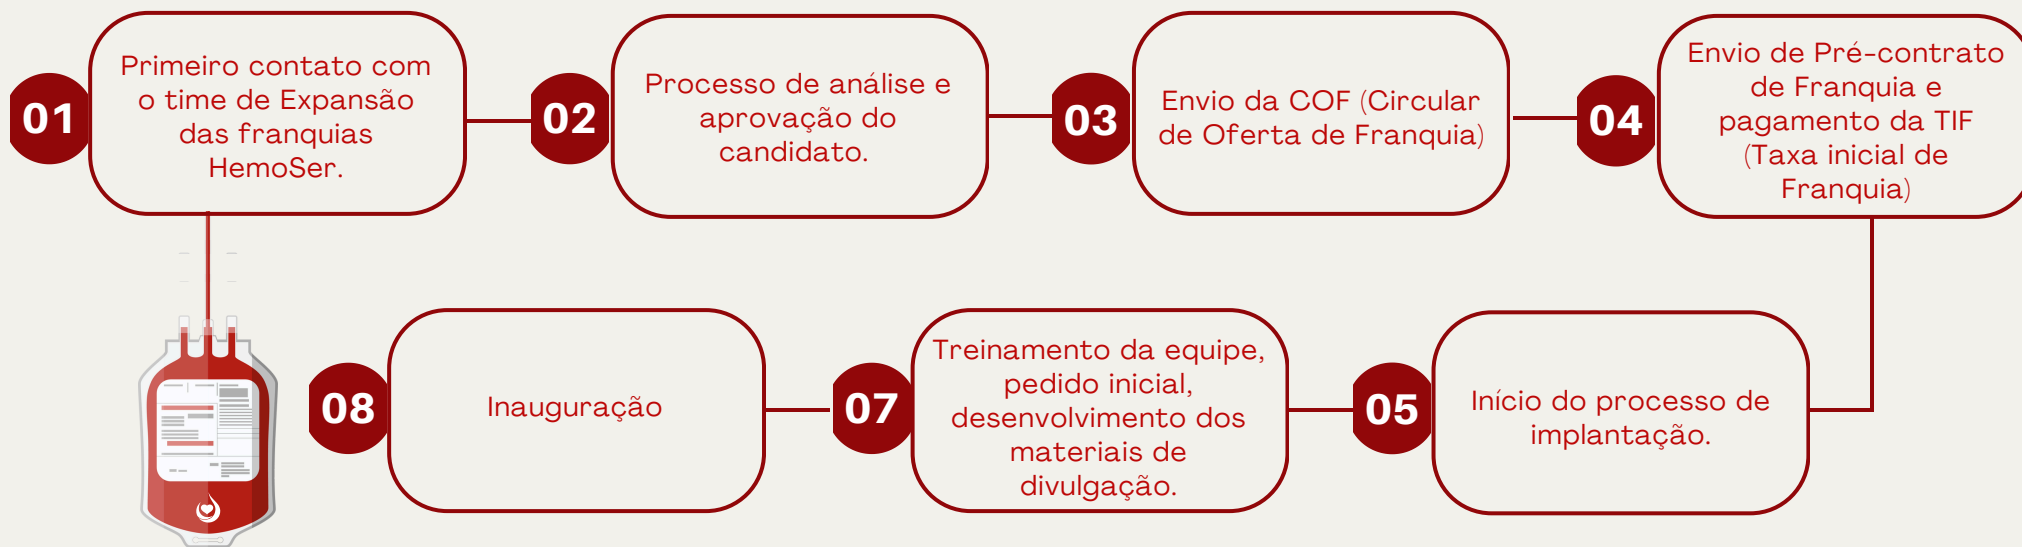 01
Primeiro contato com
o time de Expansão
das franquias
HemoSer.
02
Processo de análise e
aprovação do
candidato.
03
Envio da COF (Circular
de Oferta de Franquia)
04
Envio de Pré-contrato
de Franquia e
pagamento da TIF
(Taxa inicial de
Franquia)
05
Início do processo de
implantação.
07
Treinamento da equipe,
pedido inicial,
desenvolvimento dos
materiais de
divulgação.
08
Inauguração